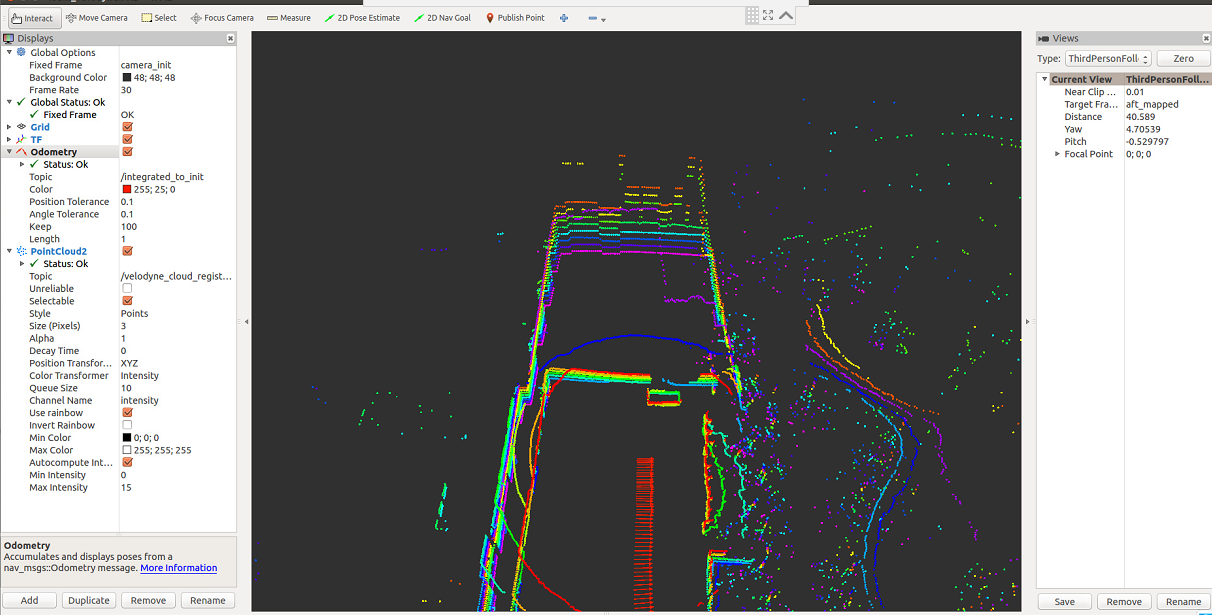 Interact Move Camera Select Focus Camera Measure 2D Pose Estimate 2D Nav Goal Publish Point
Displays
Global Options
Fixed Frame camera_init
Background Color 48; 48; 48
Frame Rate 30
Global Status: Ok
Fixed Frame OK
Grid
TF
Odometry
Status: Ok
Topic /integrated_to_init
Color 255; 25; 0
Position Tolerance 0.1
Angle Tolerance 0.1
Keep 100
Length 1
PointCloud2
Status: Ok
Topic /velodyne_cloud_regist...
Unreliable
Selectable
Style Points
Size (Pixels) 3
Alpha 1
Decay Time 0
Position Transfor... XYZ
Color Transformer Intensity
Queue Size 10
Channel Name intensity
Use rainbow
Invert Rainbow
Min Color 0; 0; 0
Max Color 255; 255; 255
Autocompute Int...
Min Intensity 0
Max Intensity 15
Odometry
Accumulates and displays poses from a
nav_msgs::Odometry message. More Information
Add Duplicate Remove Rename
Views
Type: ThirdPersonFoll Zero
Current View ThirdPersonFoll...
Near Clip ... 0.01
Target Fra... aft_mapped
Distance 40.589
Yaw 4.70539
Pitch -0.529797
Focal Point 0; 0; 0
Save Remove Rename